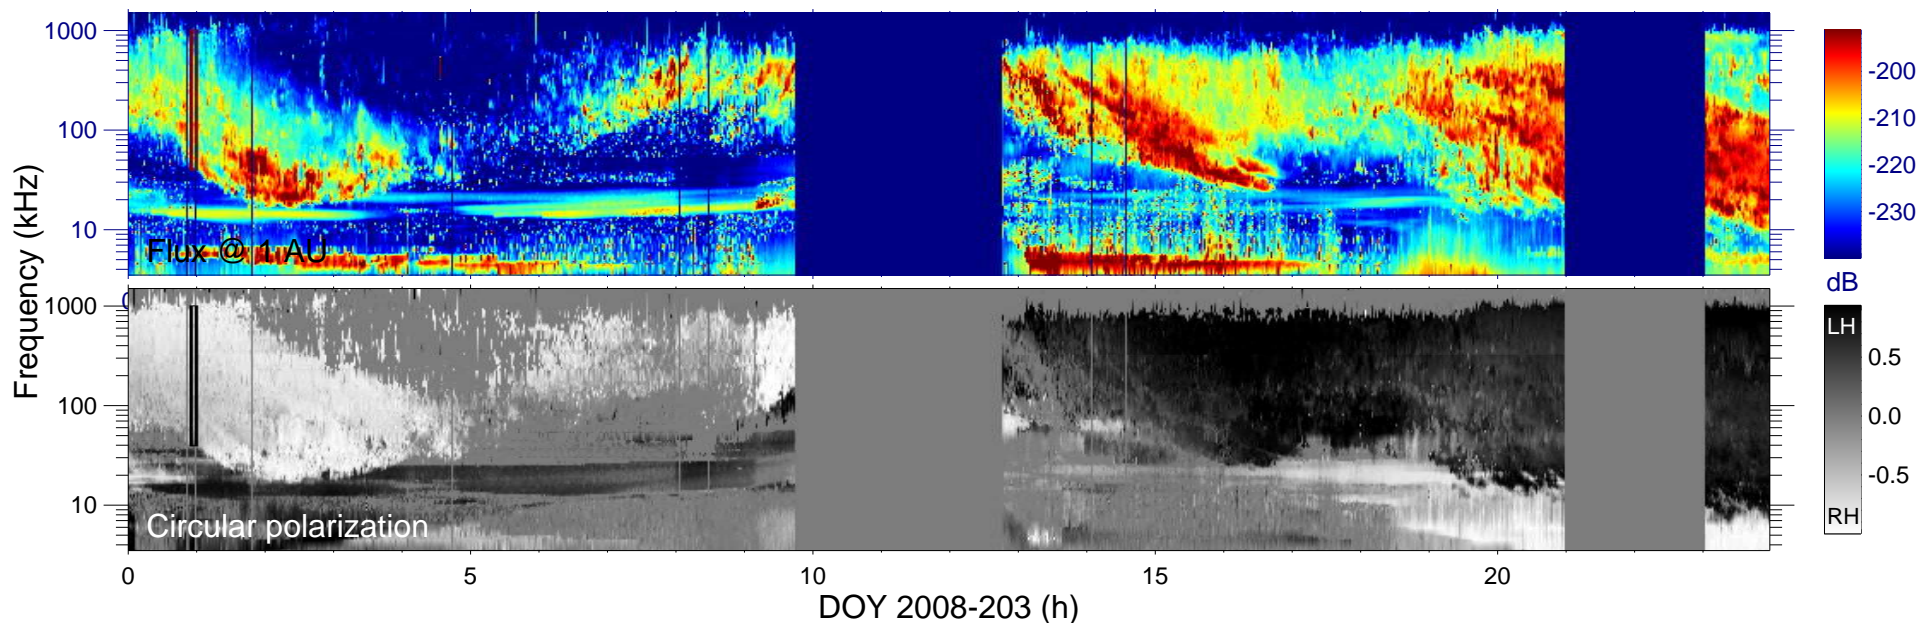 1000
100
10
Flux @ 1 AU
-200
-210
-220
-230
dB
Frequency (kHz)
0
1000
100
10
Circular polarization
LH
0.5
0.0
-0.5
RH
0
5
10
15
20
DOY 2008-203 (h)